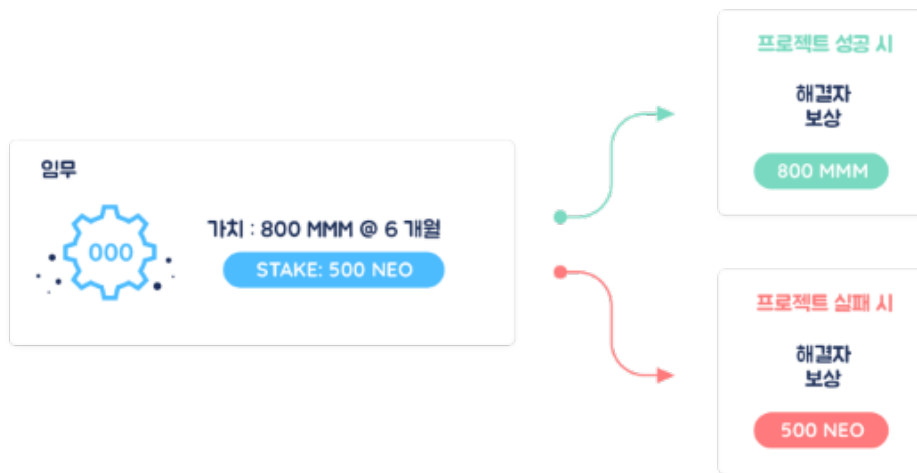 임무
000
가치 : 800 MMM @ 6 개월
STAKE: 500 NEO
프로젝트 성공 시
해결자
보상
800 MMM
프로젝트 실패 시
해결자
보상
500 NEO